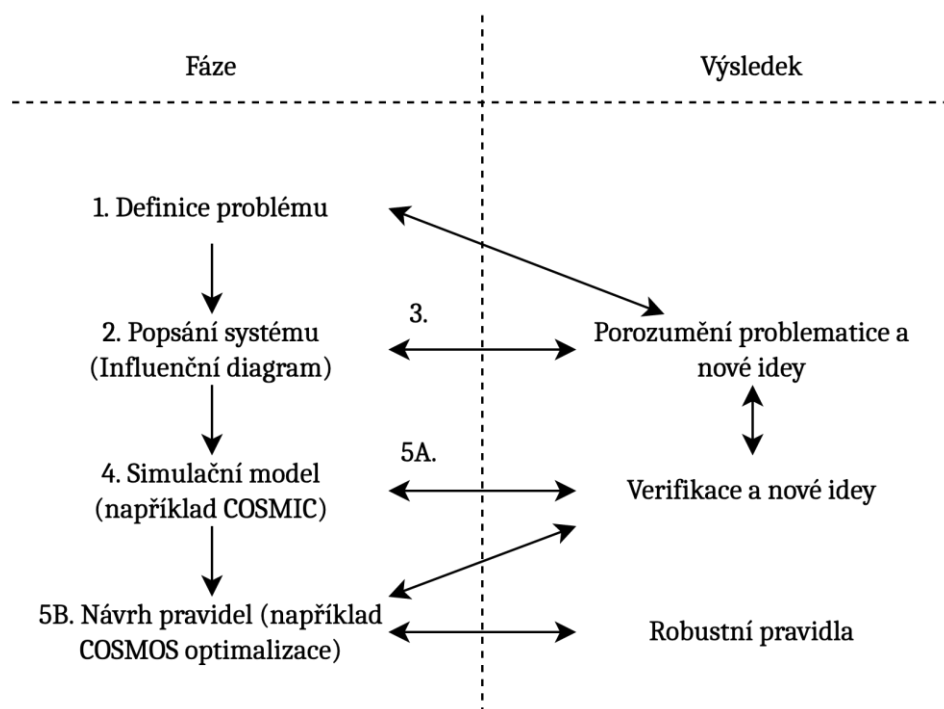 Fáze
Výsledek
1. Definice problému
2. Popsání systému
(Influenční diagram)
3.
Porozumění problematice a
nové idey
4. Simulační model
(například COSMIC)
5A.
Verifikace a nové idey
5B. Návrh pravidel (například
COSMOS optimalizace)
Robustní pravidla